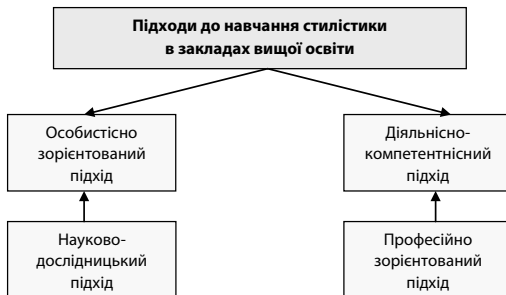 Підходи до навчання стилістики
в закладах вищої освіти
Особистісно
зорієнтований
підхід
Діяльнісно-
компетентнісний
підхід
Науково-
дослідницький
підхід
Професійно
зорієнтований
підхід